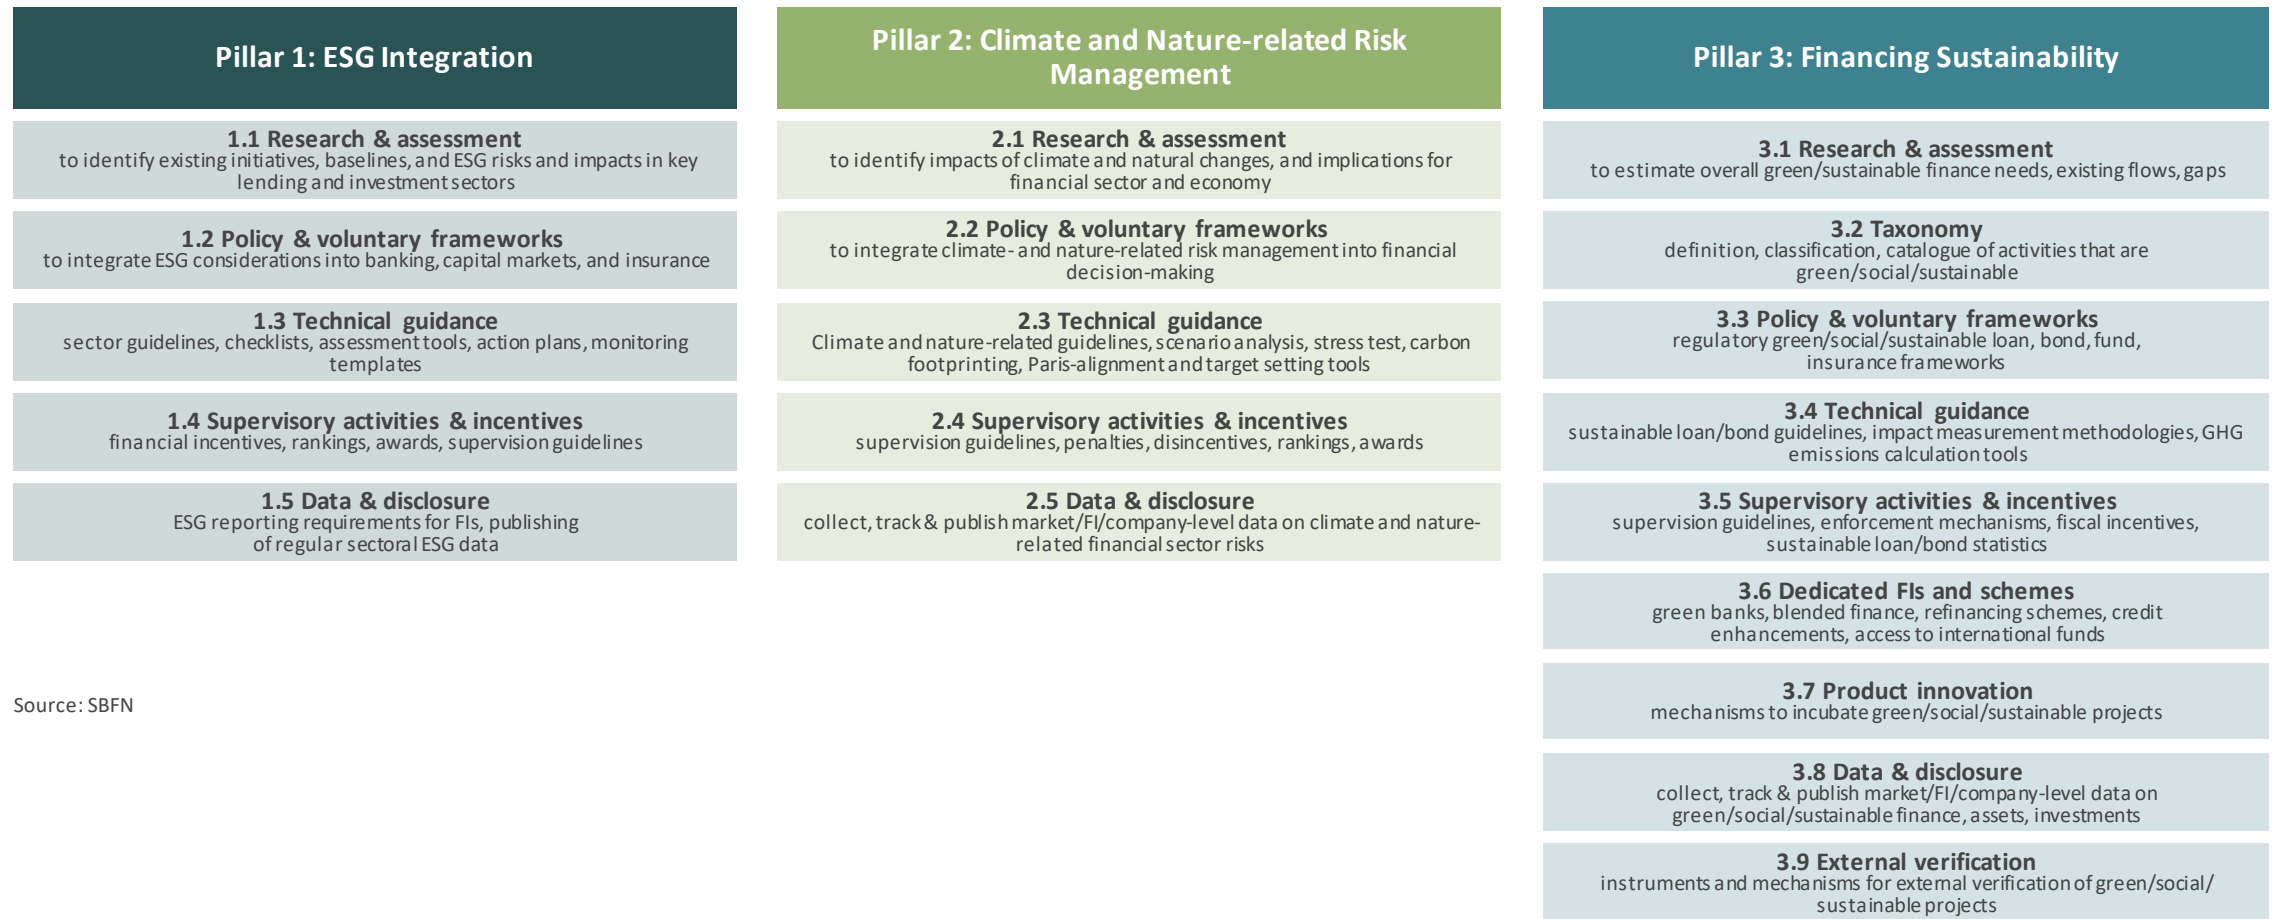 Pillar 1: ESG Integration
1.1 Research & assessment
to identify existing initiatives, baselines, and ESG risks and impacts in key
lending and investment sectors
1.2 Policy & voluntary frameworks
to integrate ESG considerations into banking, capital markets, and insurance
1.3 Technical guidance
sector guidelines, checklists, assessment tools, action plans, monitoring
templates
1.4 Supervisory activities & incentives
financial incentives, rankings, awards, supervision guidelines
1.5 Data & disclosure
ESG reporting requirements for FIs, publishing
of regular sectoral ESG data
Source: SBFN
Pillar 2: Climate and Nature-related Risk
Management
2.1 Research & assessment
to identify impacts of climate and natural changes, and implications for
financial sector and economy
2.2 Policy & voluntary frameworks
to integrate climate- and nature-related risk management into financial
decision-making
2.3 Technical guidance
Climate and nature-related guidelines, scenario analysis, stress test, carbon
footprinting, Paris-alignment and target setting tools
2.4 Supervisory activities & incentives
supervision guidelines, penalties, disincentives, rankings, awards
2.5 Data & disclosure
collect, track & publish market/FI/company-level data on climate and nature-
related financial sector risks
Pillar 3: Financing Sustainability
3.1 Research & assessment
to estimate overall green/sustainable finance needs, existing flows, gaps
3.2 Taxonomy
definition, classification, catalogue of activities that are
green/social/sustainable
3.3 Policy & voluntary frameworks
regulatory green/social/sustainable loan, bond, fund,
insurance frameworks
3.4 Technical guidance
sustainable loan/bond guidelines, impact measurement methodologies, GHG
emissions calculation tools
3.5 Supervisory activities & incentives
supervision guidelines, enforcement mechanisms, fiscal incentives,
sustainable loan/bond statistics
3.6 Dedicated FIs and schemes
green banks, blended finance, refinancing schemes, credit
enhancements, access to international funds
3.7 Product innovation
mechanisms to incubate green/social/sustainable projects
3.8 Data & disclosure
collect, track & publish market/FI/company-level data on
green/social/sustainable finance, assets, investments
3.9 External verification
instruments and mechanisms for external verification of green/social/
sustainable projects